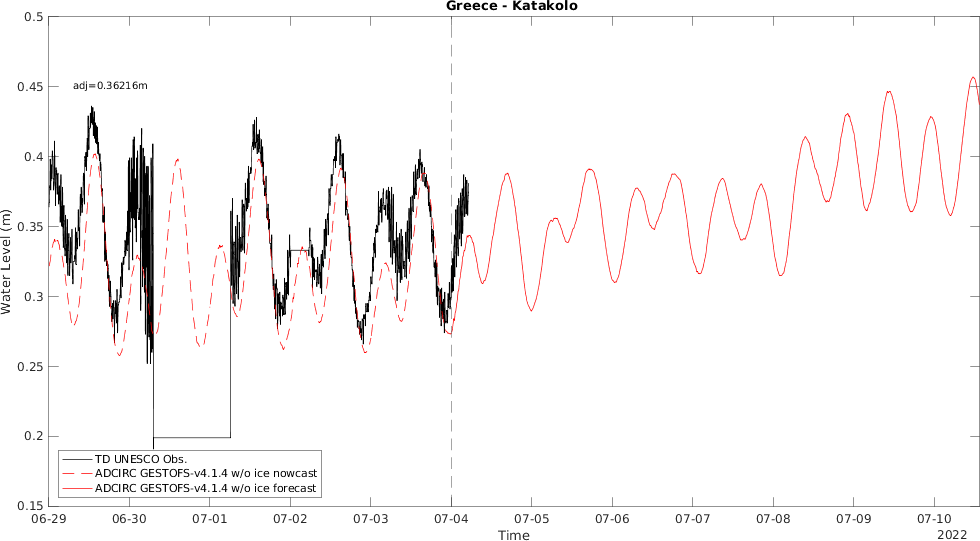 Greece - Katakolo
0.5
0.45
0.4
0.35
0.3
0.25
0.2
0.15
Water Level (m)
adj=0.36216m
TD UNESCO Obs.
ADCIRC GESTOFS-v4.1.4 w/o ice nowcast
ADCIRC GESTOFS-v4.1.4 w/o ice forecast
06-29 06-30 07-01 07-02 07-03 07-04 07-05 07-06 07-07 07-08 07-09 07-10
Time
2022